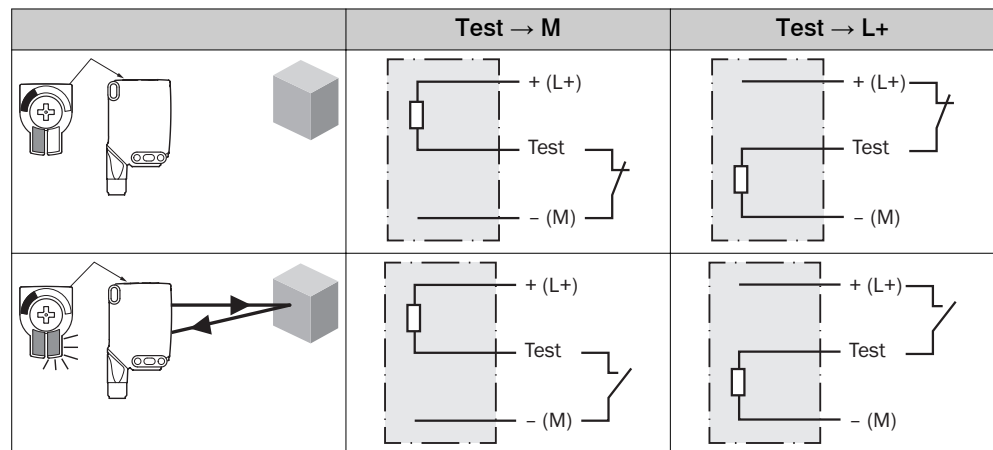 Test → M
Test → L+
+ (L+)
Test
– (M)
+ (L+)
Test
– (M)
+ (L+)
Test
– (M)
+ (L+)
Test
– (M)